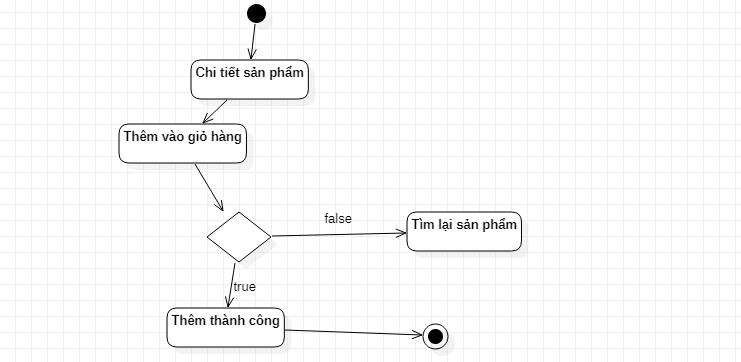 Chi tiết sản phẩm
Thêm vào giỏ hàng
false
Tìm lại sản phẩm
true
Thêm thành công